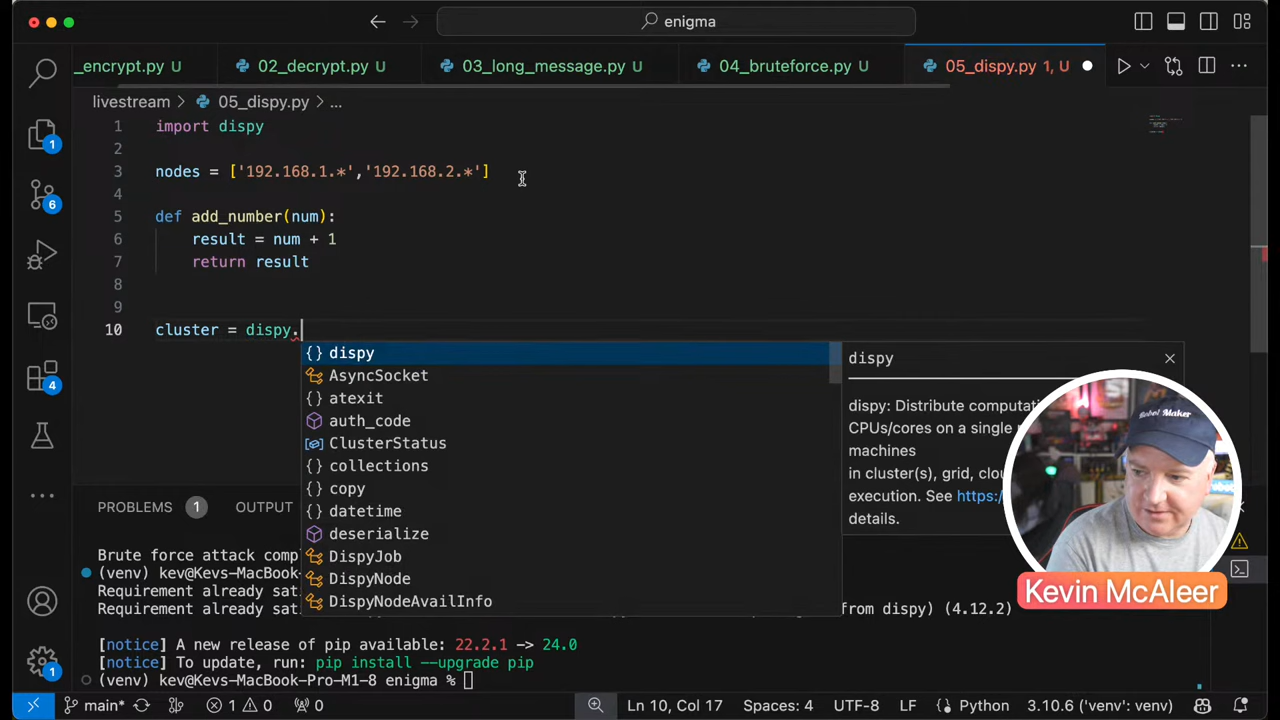 enigma
_encrypt.py U
02_decrypt.py U
03_long_message.py U
04_bruteforce.py U
05_dispy.py 1, U
livestream > 05_dispy.py > ...
1 import dispy
2
3 nodes = ['192.168.1.*','192.168.2.*']
4
5 def add_number(num):
6 result = num + 1
7 return result
8
9
10 cluster = dispy.
dispy
AsyncSocket
atexit
auth_code
ClusterStatus
collections
copy
datetime
deserialize
DispyJob
DispyNode
DispyNodeAvailInfo
dispy
dispy: Distribute computati
CPUs/cores on a single
machines
in cluster(s), grid, clou
execution. See https:/
details.
Rebel Maker
Kevin McAleer
1
6
4
1
PROBLEMS 1 OUTPUT
Brute force attack comp
(venv) kev@Kevs-MacBook-
Requirement already sat
Requirement already sat from dispy) (4.12.2)
[notice] A new release of pip available: 22.2.1 -> 24.0
[notice] To update, run: pip install --upgrade pip
(venv) kev@Kevs-MacBook-Pro-M1-8 enigma %
main* 1 0 0 Ln 10, Col 17 Spaces: 4 UTF-8 LF Python 3.10.6 ('venv': venv)